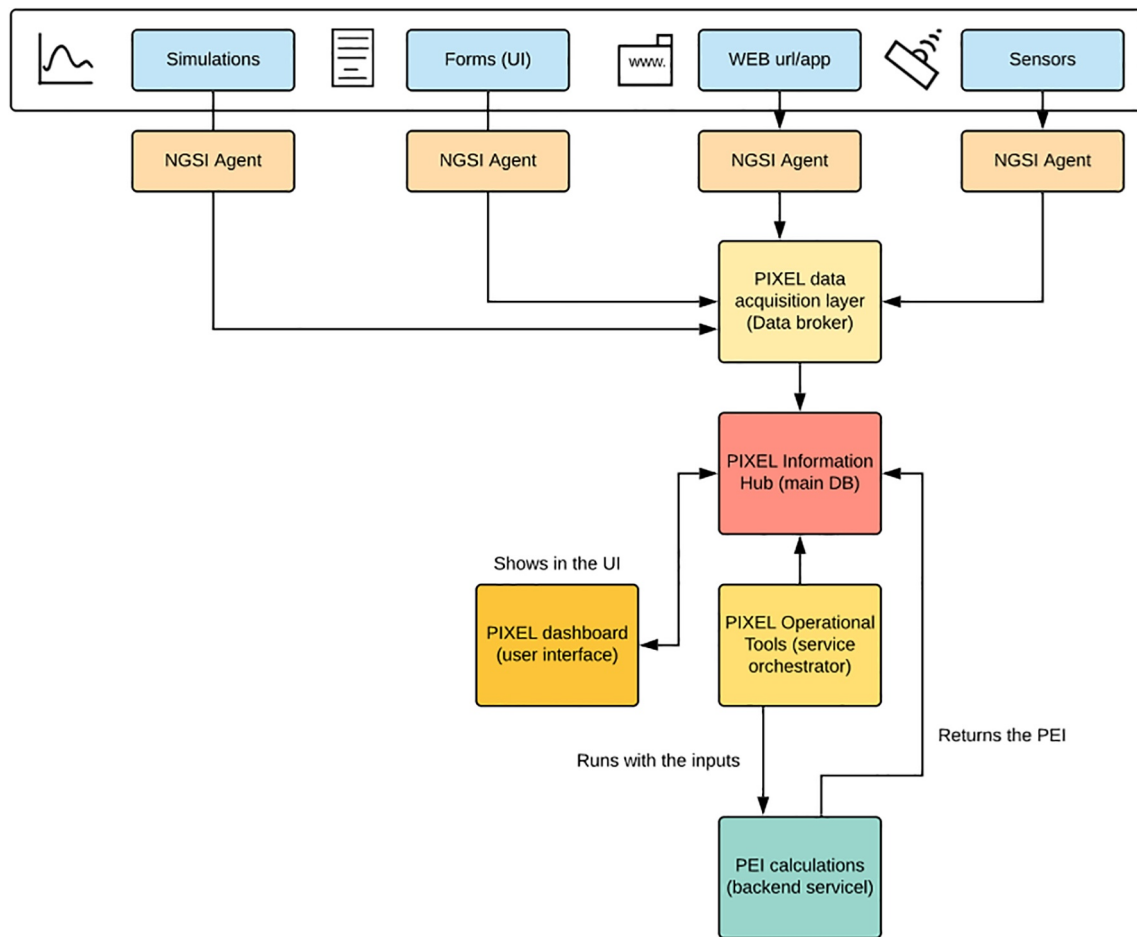 Simulations
Forms (UI)
www.
WEB url/app
Sensors
NGSI Agent
NGSI Agent
NGSI Agent
NGSI Agent
PIXEL data
acquisition layer
(Data broker)
PIXEL Information
Hub (main DB)
Shows in the UI
PIXEL dashboard
(user interface)
PIXEL Operational
Tools (service
orchestrator)
Returns the PEI
Runs with the inputs
PEI calculations
(backend servicel)